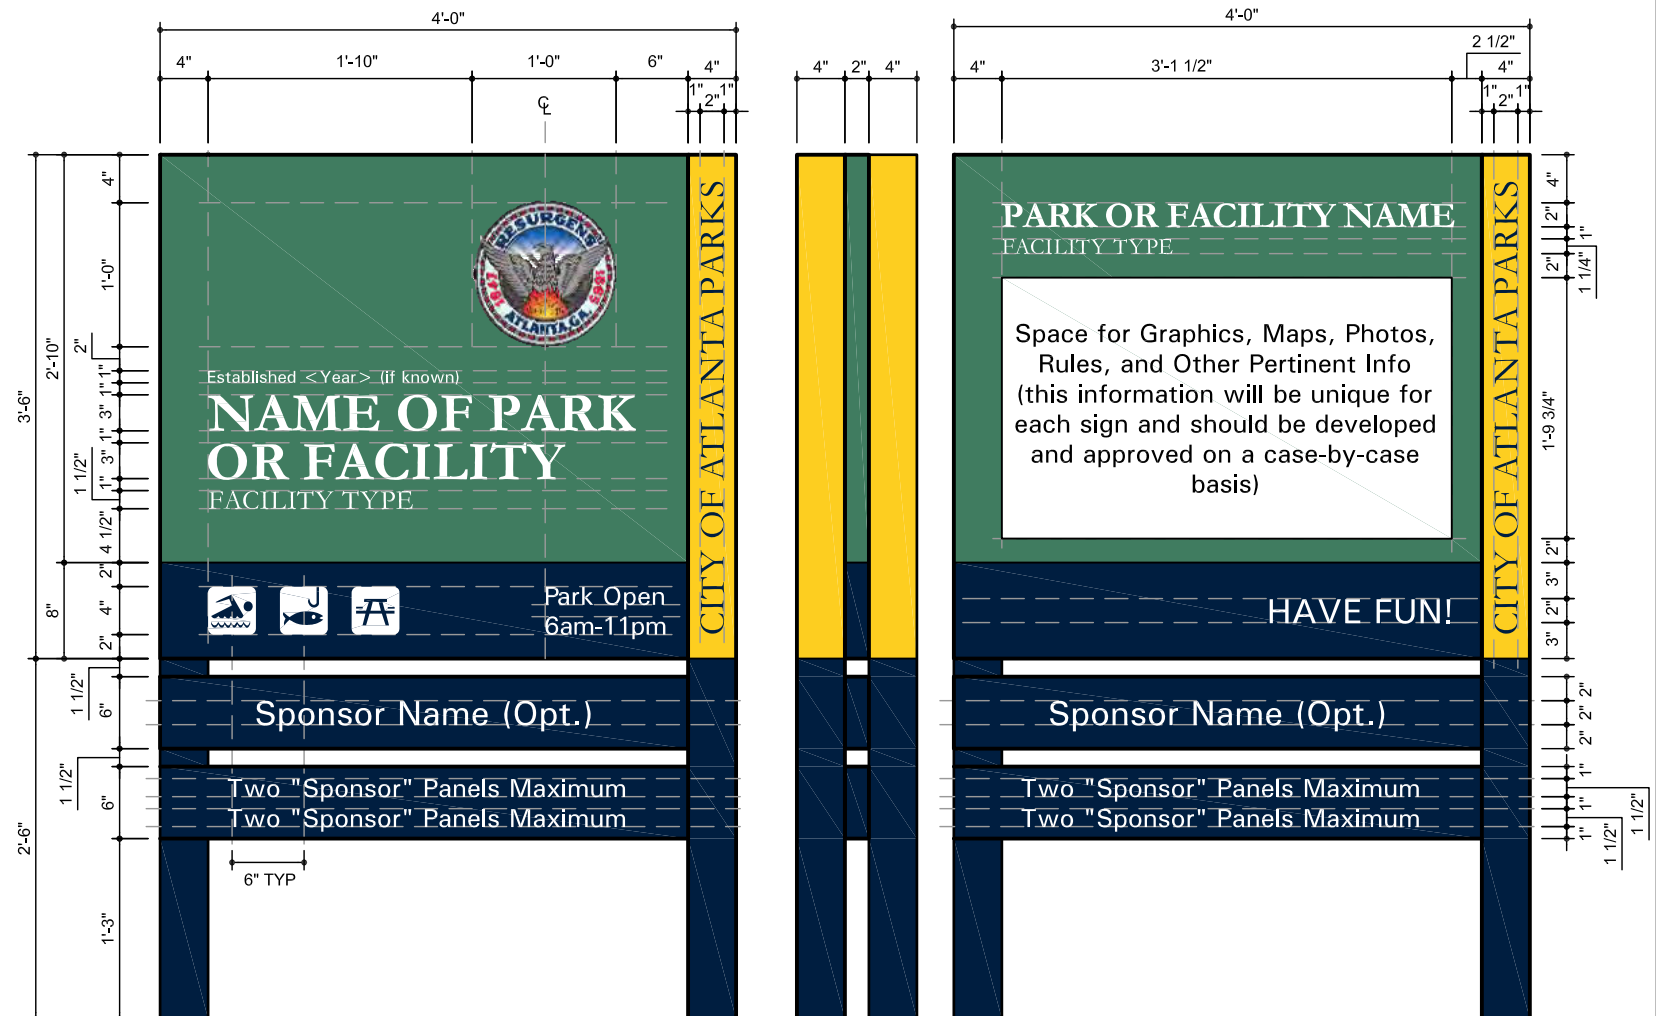 4'-0"
4'-0"
2 1/2"
4"
1'-10"
1'-0"
6"
4"
4"
2"
4"
4"
3'-1 1/2"
4"
1"
2"
1"
1"
2"
1"
℄
RESURGENS
1847
1865
ATLANTA, GA.
Established <Year> (if known)
NAME OF PARK
OR FACILITY
FACILITY TYPE
Park Open
6am-11pm
CITY OF ATLANTA PARKS
Sponsor Name (Opt.)
Two "Sponsor" Panels Maximum
Two "Sponsor" Panels Maximum
6" TYP
3'-6"
2'-10"
8"
2'-6"
4"
1'-0"
2"
1"
1"
3"
1"
3"
1"
1 1/2"
4 1/2"
2"
4"
2"
1 1/2"
6"
1 1/2"
6"
1'-3"
PARK OR FACILITY NAME
FACILITY TYPE
Space for Graphics, Maps, Photos,
Rules, and Other Pertinent Info
(this information will be unique for
each sign and should be developed
and approved on a case-by-case
basis)
HAVE FUN!
CITY OF ATLANTA PARKS
Sponsor Name (Opt.)
Two "Sponsor" Panels Maximum
Two "Sponsor" Panels Maximum
4"
2"
1"
1 1/4"
2"
1'-9 3/4"
2"
3"
2"
3"
2"
2"
2"
1"
1 1/2"
1"
1 1/2"
1"